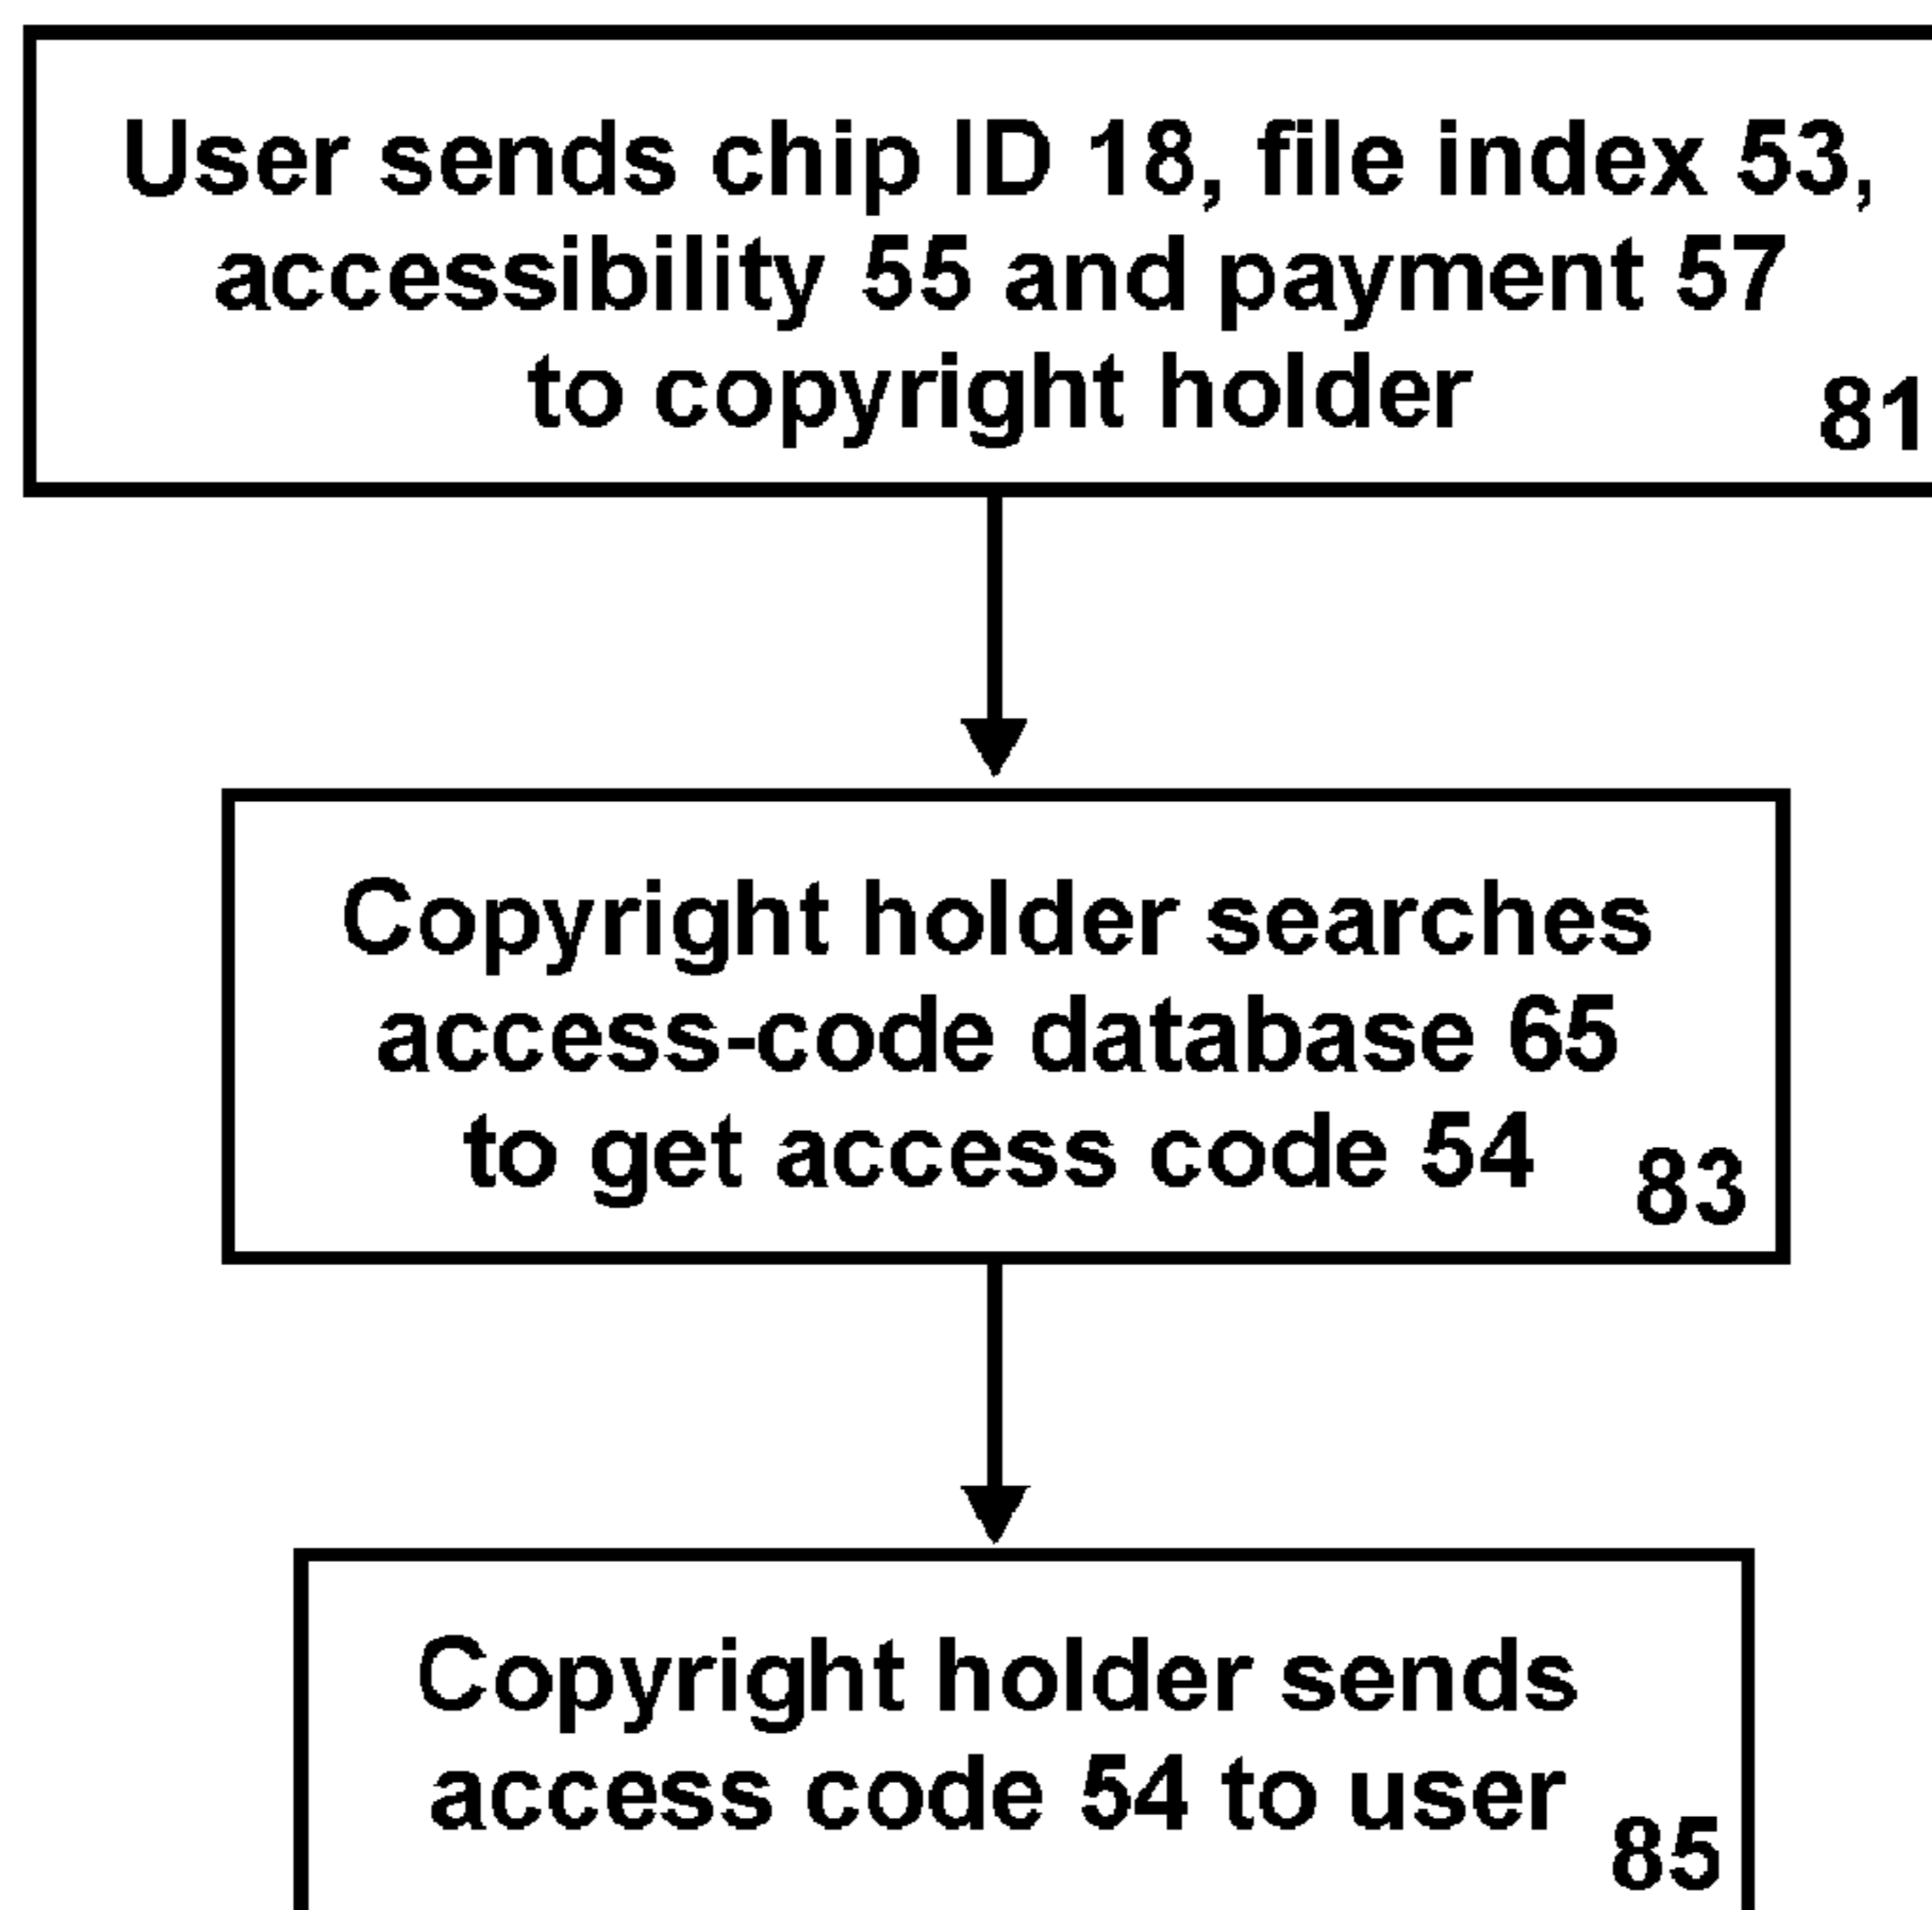 User sends chip ID 18, file index 53,
accessibility 55 and payment 57
to copyright holder
81
Copyright holder searches
access-code database 65
to get access code 54
83
Copyright holder sends
access code 54 to user
85